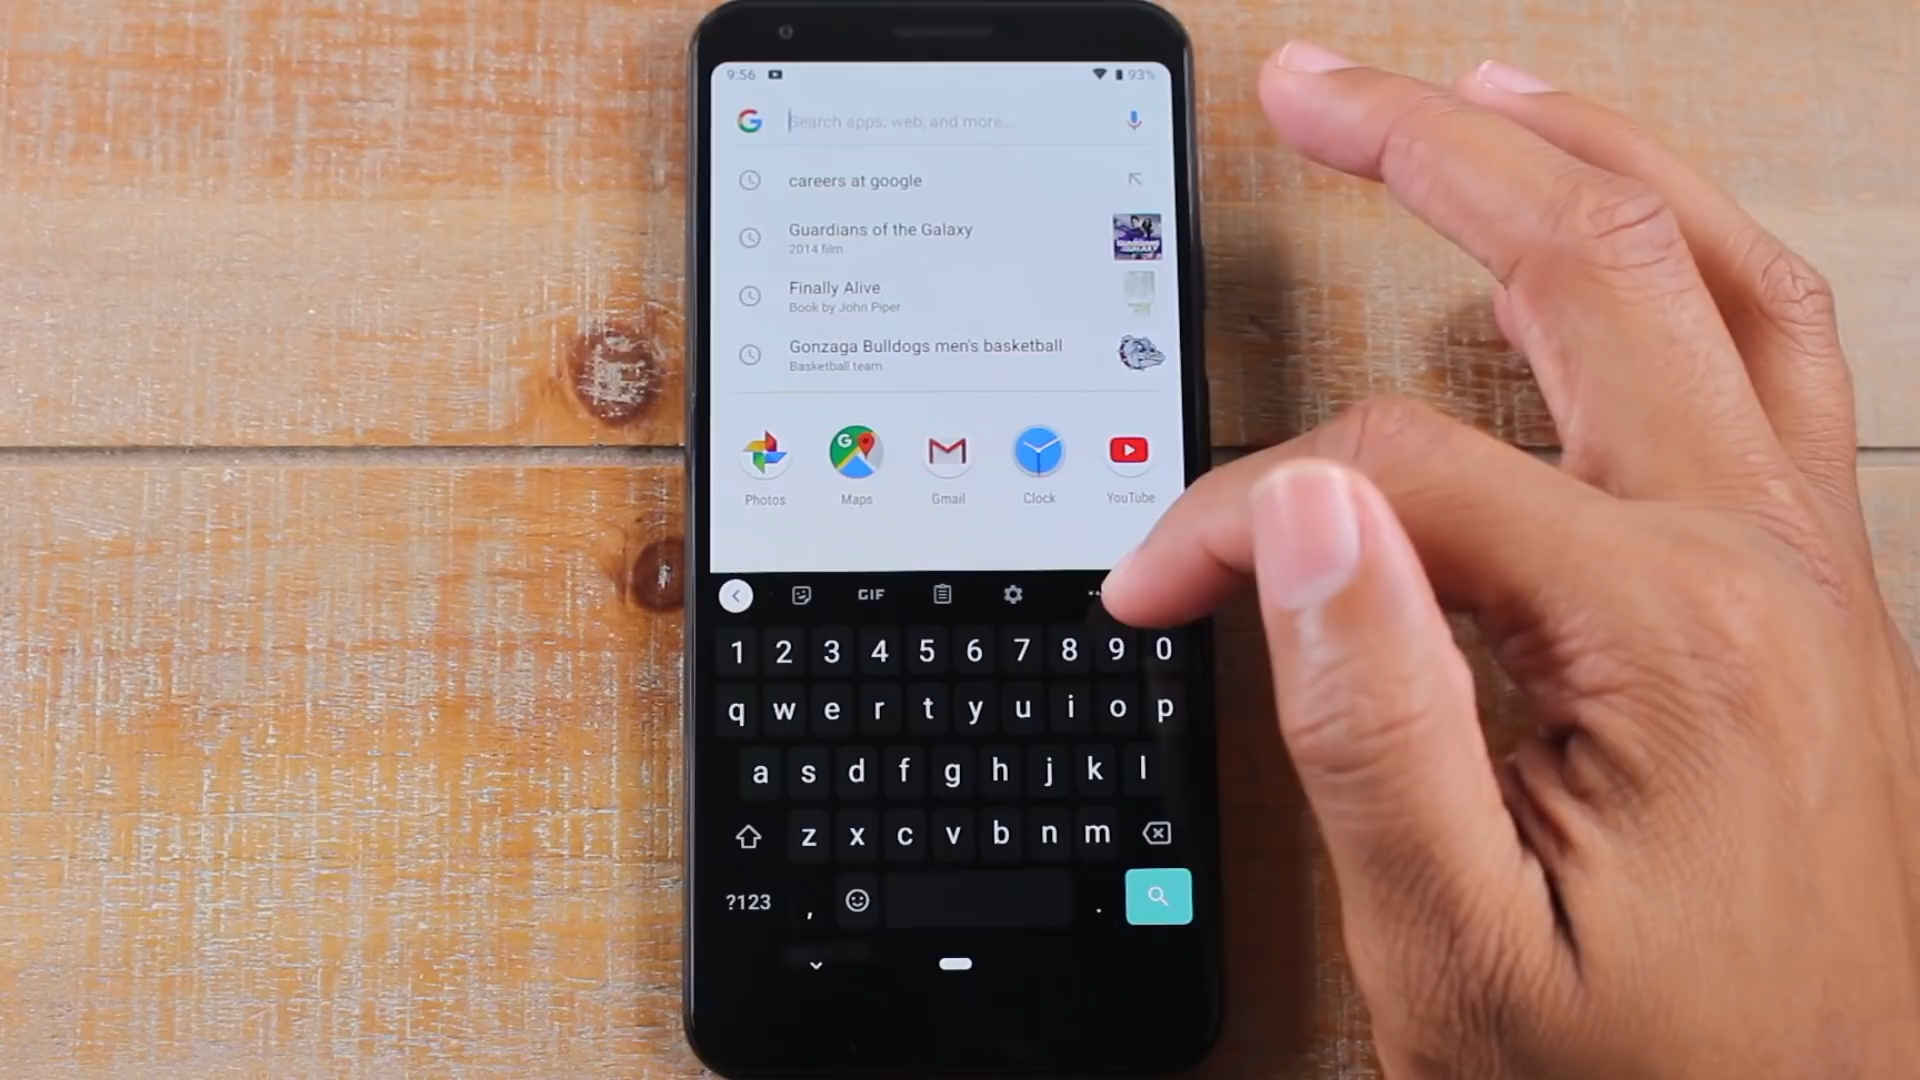 9:56 93%
Search apps, web, and more...
careers at google
Guardians of the Galaxy
2014 film
Finally Alive
Book by John Piper
Gonzaga Bulldogs men's basketball
Basketball team
Photos Maps Gmail Clock YouTube
GIF
1 2 3 4 5 6 7 8 9 0
q w e r t y u i o p
a s d f g h j k l
z x c v b n m
?123 , .